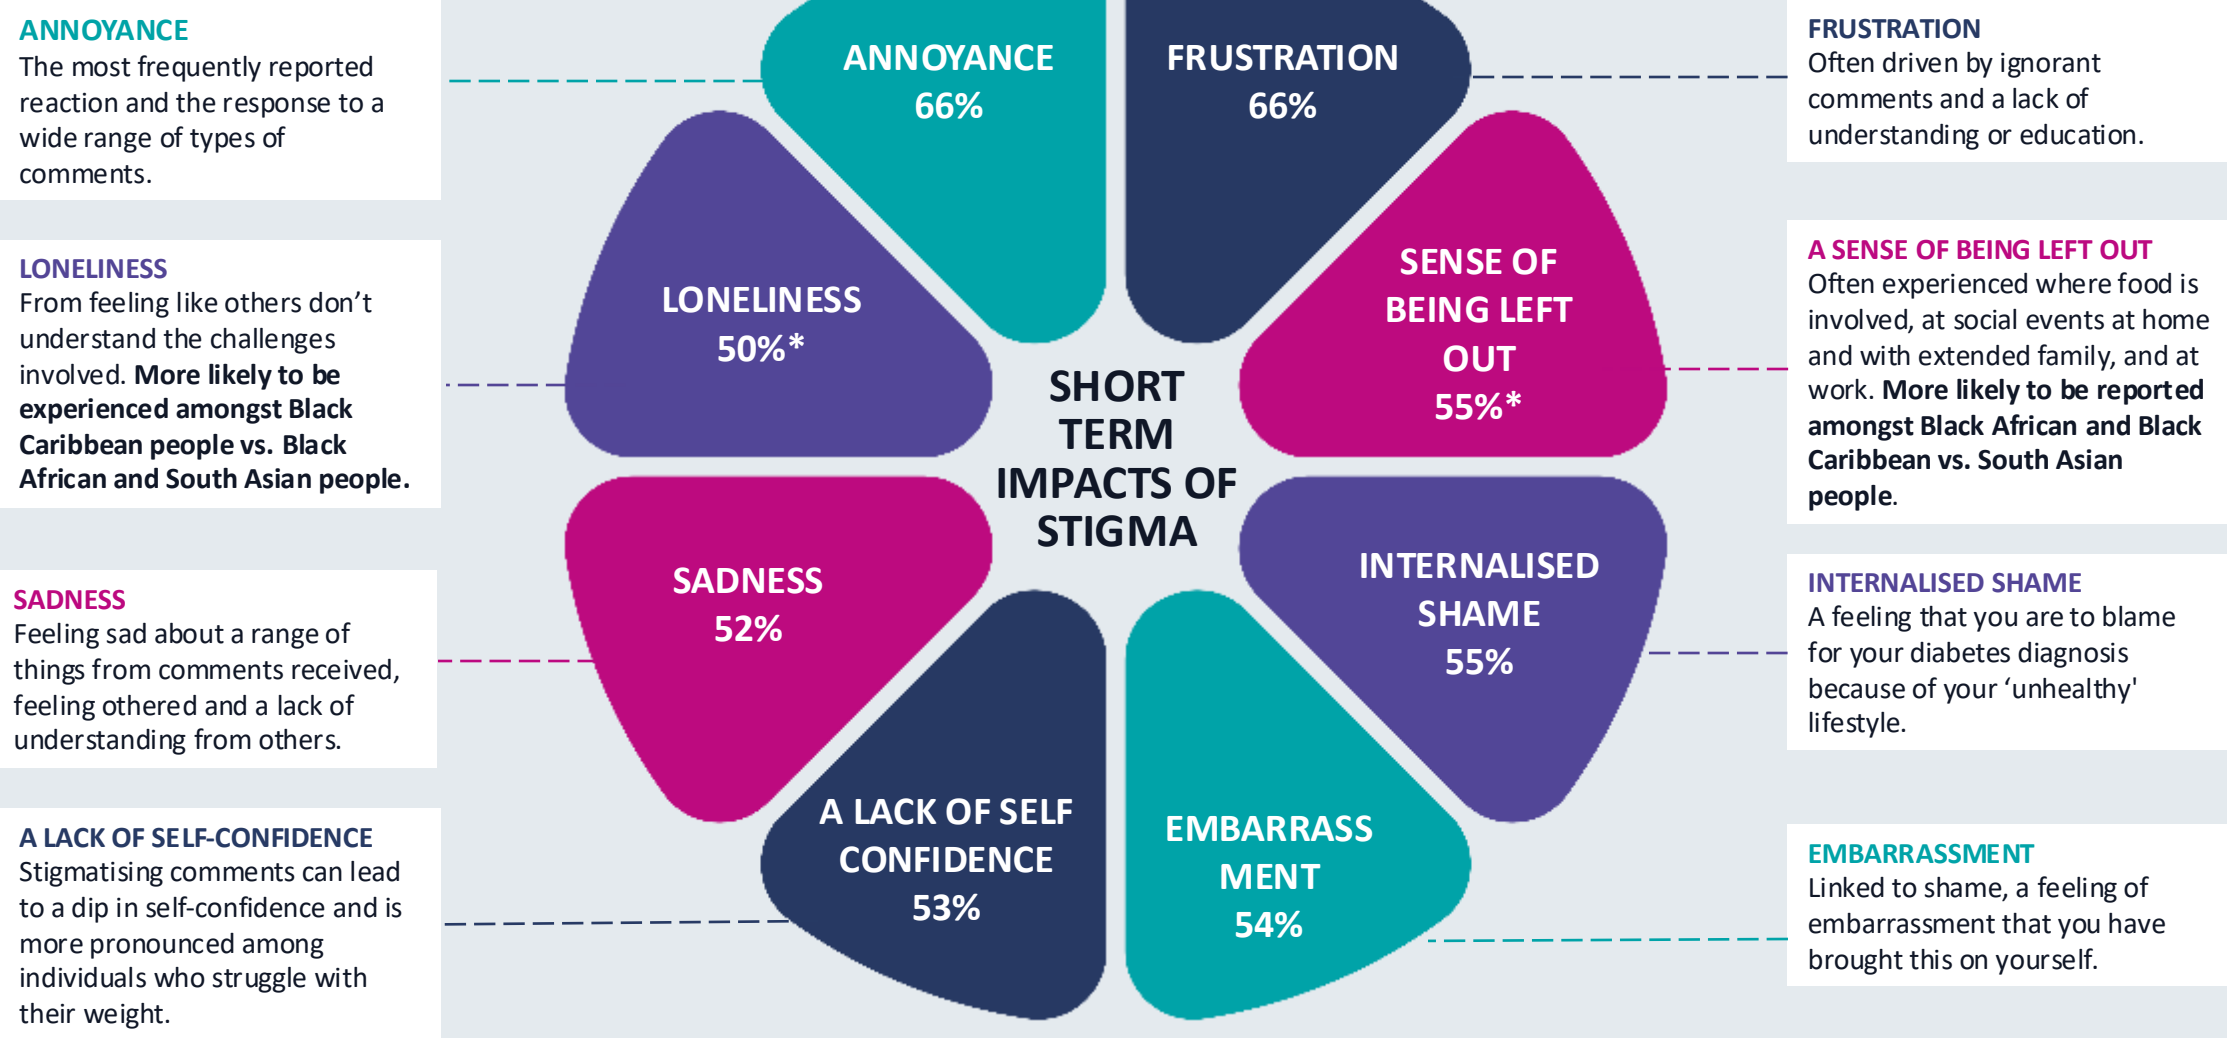 ANNOYANCE
The most frequently reported
reaction and the response to a
wide range of types of
comments.
LONELINESS
From feeling like others don’t
understand the challenges
involved. More likely to be
experienced amongst Black
Caribbean people vs. Black
African and South Asian people.
SADNESS
Feeling sad about a range of
things from comments received,
feeling othered and a lack of
understanding from others.
A LACK OF SELF-CONFIDENCE
Stigmatising comments can lead
to a dip in self-confidence and is
more pronounced among
individuals who struggle with
their weight.
ANNOYANCE
66%
FRUSTRATION
66%
LONELINESS
50%*
SENSE OF
BEING LEFT
OUT
55%*
SHORT
TERM
IMPACTS OF
STIGMA
SADNESS
52%
INTERNALISED
SHAME
55%
A LACK OF SELF
CONFIDENCE
53%
EMBARRASS
MENT
54%
FRUSTRATION
Often driven by ignorant
comments and a lack of
understanding or education.
A SENSE OF BEING LEFT OUT
Often experienced where food is
involved, at social events at home
and with extended family, and at
work. More likely to be reported
amongst Black African and Black
Caribbean vs. South Asian
people.
INTERNALISED SHAME
A feeling that you are to blame
for your diabetes diagnosis
because of your ‘unhealthy'
lifestyle.
EMBARRASSMENT
Linked to shame, a feeling of
embarrassment that you have
brought this on yourself.